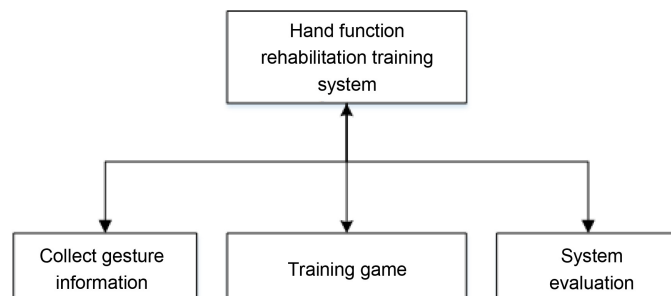 Hand function
rehabilitation training
system
Collect gesture
information
Training game
System
evaluation